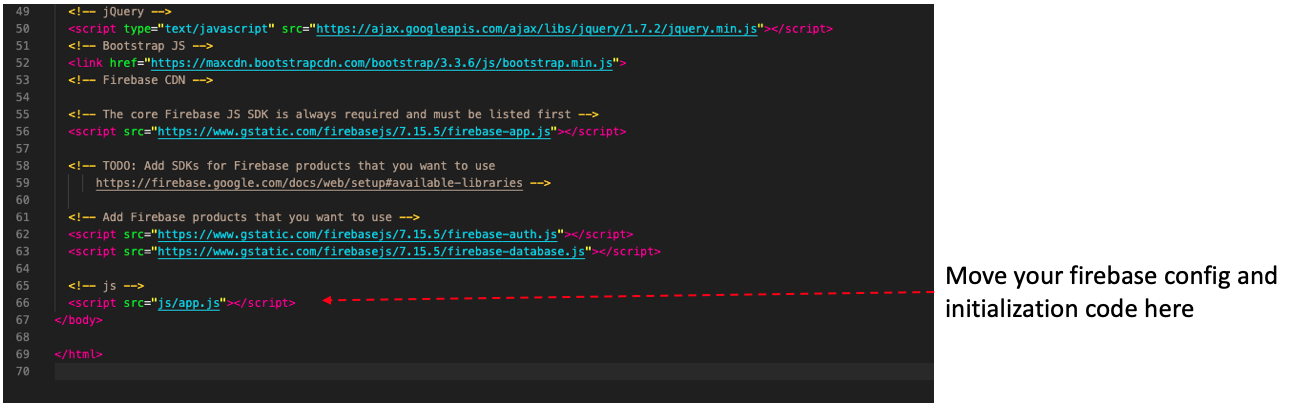 49 <!-- jQuery -->
50 <script type="text/javascript" src="https://ajax.googleapis.com/ajax/libs/jquery/1.7.2/jquery.min.js"></script>
51 <!-- Bootstrap JS -->
52 <link href="https://maxcdn.bootstrapcdn.com/bootstrap/3.3.6/js/bootstrap.min.js">
53 <!-- Firebase CDN -->
54
55 <!-- The core Firebase JS SDK is always required and must be listed first -->
56 <script src="https://www.gstatic.com/firebasejs/7.15.5/firebase-app.js"></script>
57
58 <!-- TODO: Add SDKs for Firebase products that you want to use
59 https://firebase.google.com/docs/web/setup#available-libraries -->
60
61 <!-- Add Firebase products that you want to use -->
62 <script src="https://www.gstatic.com/firebasejs/7.15.5/firebase-auth.js"></script>
63 <script src="https://www.gstatic.com/firebasejs/7.15.5/firebase-database.js"></script>
64
65 <!-- js -->
66 <script src="js/app.js"></script>
67 </body>
68
69 </html>
70
Move your firebase config and
initialization code here